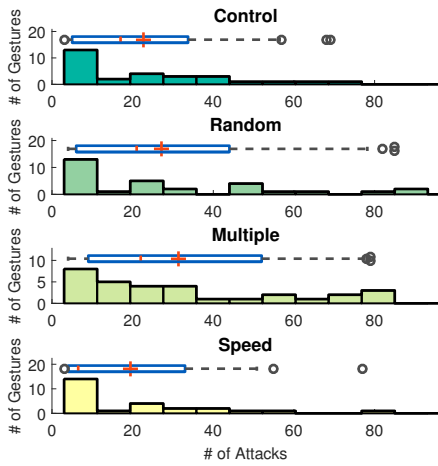 Control
# of Gestures
20
10
0
0 20 40 60 80
Random
# of Gestures
20
10
0
0 20 40 60 80
Multiple
# of Gestures
15
10
5
0
0 20 40 60 80
Speed
# of Gestures
20
10
0
0 20 40 60 80
# of Attacks